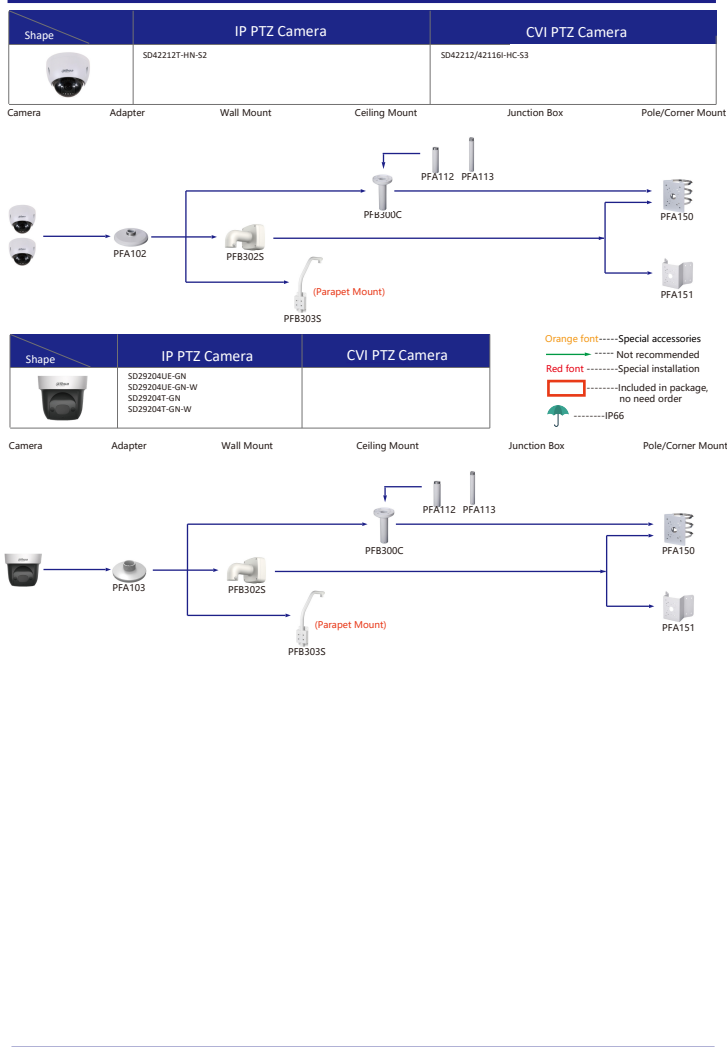 Shape
IP PTZ Camera
CVI PTZ Camera
SD42212T-HN-S2
SD42212/42116I-HC-S3
Camera
Adapter
Wall Mount
Ceiling Mount
Junction Box
Pole/Corner Mount
PFA112
PFA113
PFB300C
PFA150
PFA102
PFB302S
(Parapet Mount)
PFA151
PFB303S
Shape
IP PTZ Camera
CVI PTZ Camera
SD29204UE-GN
SD29204UE-GN-W
SD29204T-GN
SD29204T-GN-W
Orange font-----Special accessories
----- Not recommended
Red font -------Special installation
-------Included in package,
no need order
--------IP66
Camera
Adapter
Wall Mount
Ceiling Mount
Junction Box
Pole/Corner Mount
PFA112
PFA113
PFB300C
PFA150
PFA103
PFB302S
(Parapet Mount)
PFA151
PFB303S